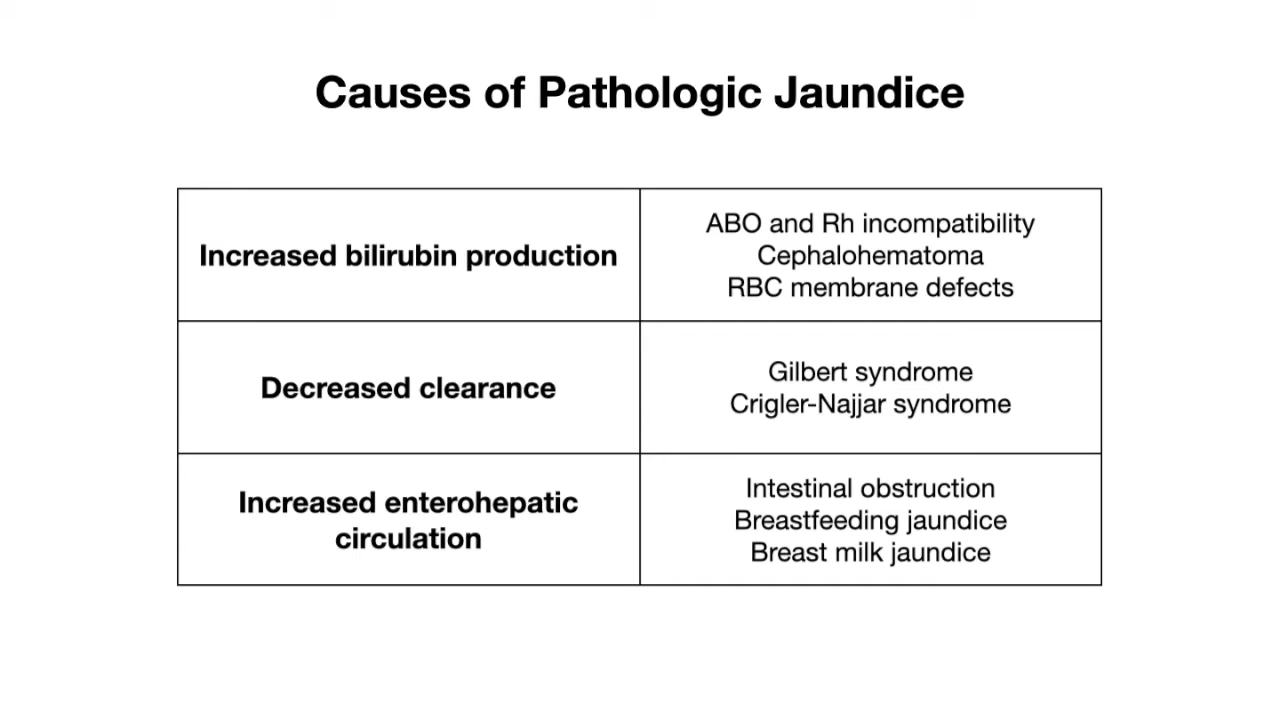 Causes of Pathologic Jaundice
Increased bilirubin production
ABO and Rh incompatibility
Cephalohematoma
RBC membrane defects
Decreased clearance
Gilbert syndrome
Crigler-Najjar syndrome
Increased enterohepatic
circulation
Intestinal obstruction
Breastfeeding jaundice
Breast milk jaundice